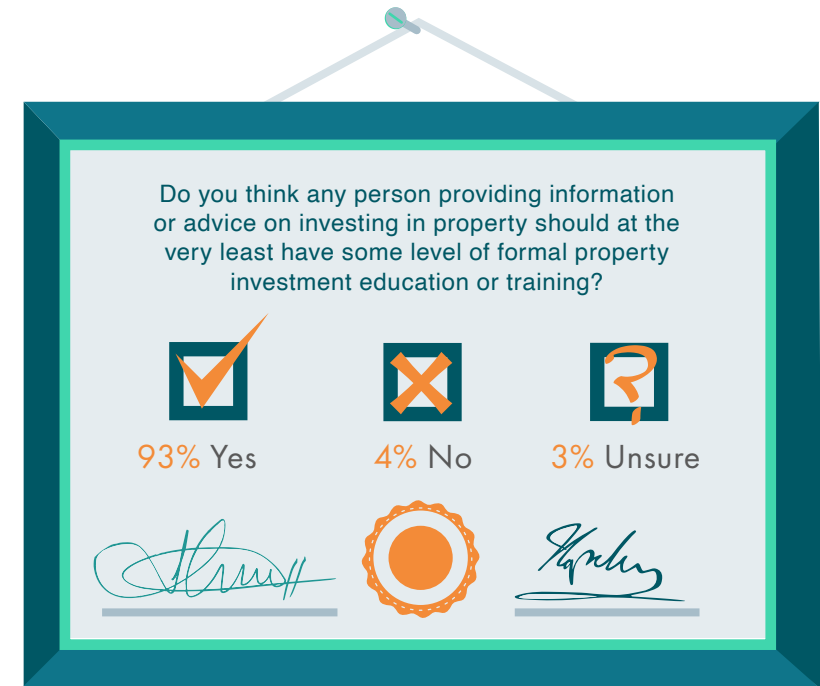 Do you think any person providing information
or advice on investing in property should at the
very least have some level of formal property
investment education or training?
93% Yes 4% No 3% Unsure